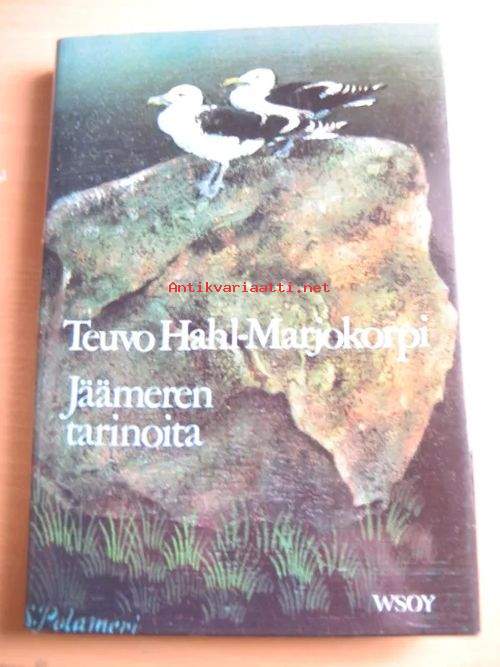 Antikvariaatti.net
Teuvo Hahl-Marjokorpi
Jäämeren
tarinoita
WSOY
S. Polameri